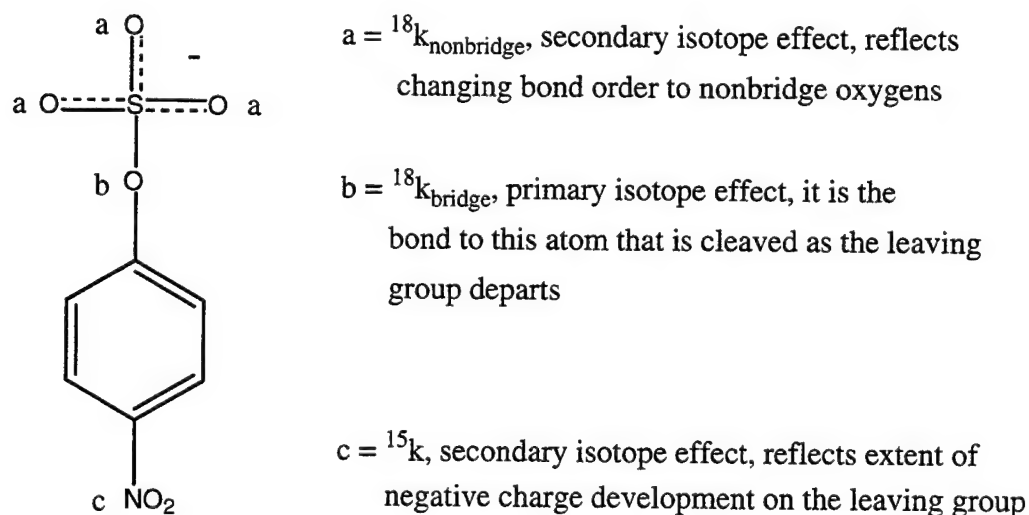 a O
a O S O a
-
b O
c NO₂
a = ¹⁸k_nonbridge, secondary isotope effect, reflects
changing bond order to nonbridge oxygens
b = ¹⁸k_bridge, primary isotope effect, it is the
bond to this atom that is cleaved as the leaving
group departs
c = ¹⁵k, secondary isotope effect, reflects extent of
negative charge development on the leaving group